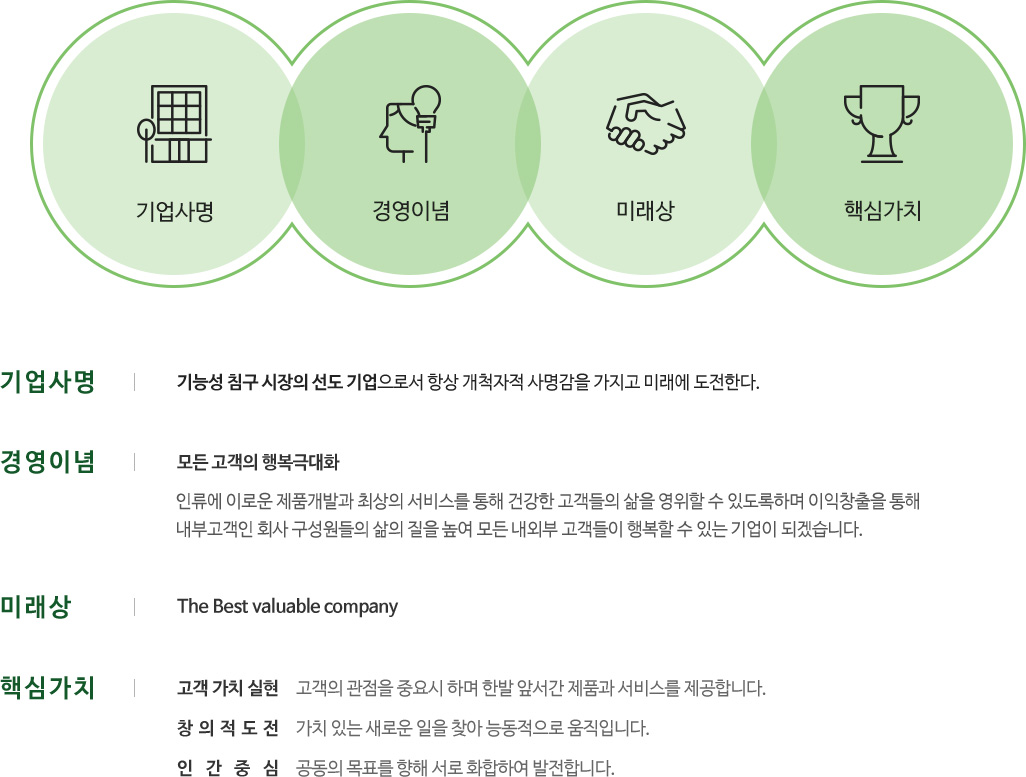 기업사명 경영이념 미래상 핵심가치
기업사명 기능성 침구 시장의 선도 기업으로서 항상 개척자적 사명감을 가지고 미래에 도전한다.
경영이념 모든 고객의 행복극대화
인류에 이로운 제품개발과 최상의 서비스를 통해 건강한 고객들의 삶을 영위할 수 있도록하며 이익창출을 통해
내부고객인 회사 구성원들의 삶의 질을 높여 모든 내외부 고객들이 행복할 수 있는 기업이 되겠습니다.
미래상 The Best valuable company
핵심가치 고객 가치 실현 고객의 관점을 중요시 하며 한발 앞서간 제품과 서비스를 제공합니다.
창의적도전 가치 있는 새로운 일을 찾아 능동적으로 움직입니다.
인간중심 공동의 목표를 향해 서로 화합하여 발전합니다.